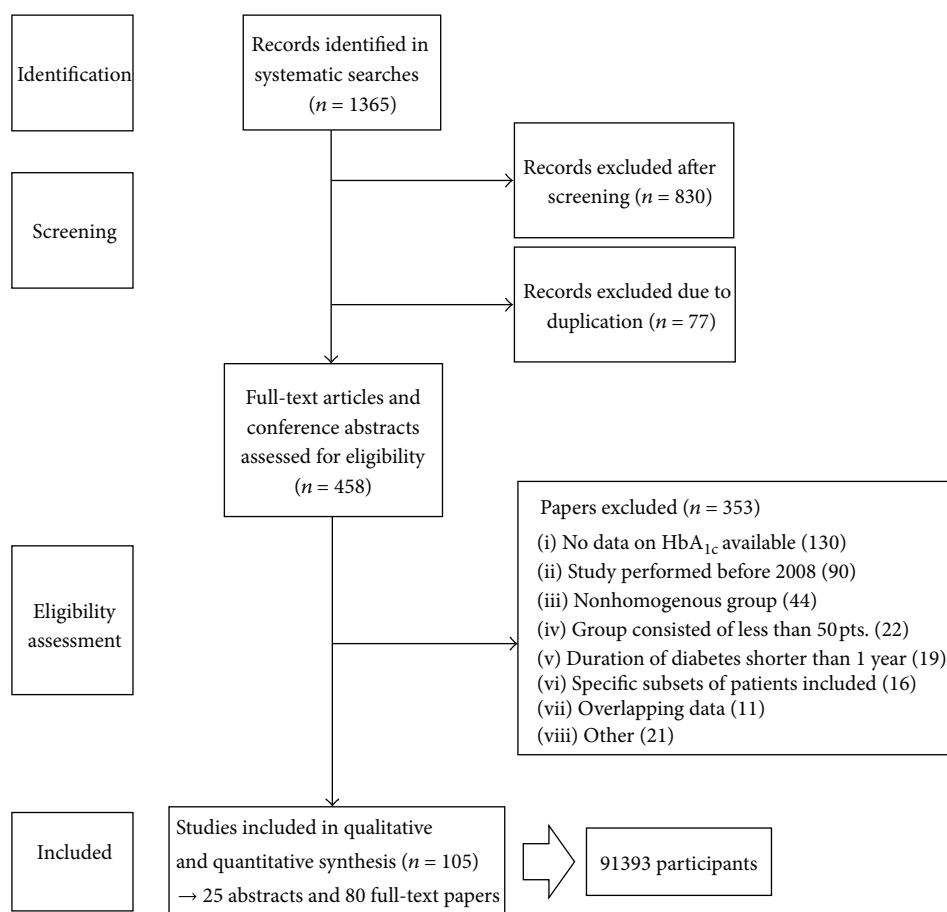 Identification
Records identified in
systematic searches
(n = 1365)
Records excluded after
screening (n = 830)
Screening
Records excluded due to
duplication (n = 77)
Full-text articles and
conference abstracts
assessed for eligibility
(n = 458)
Eligibility
assessment
Papers excluded (n = 353)
(i) No data on HbA1c available (130)
(ii) Study performed before 2008 (90)
(iii) Nonhomogenous group (44)
(iv) Group consisted of less than 50 pts. (22)
(v) Duration of diabetes shorter than 1 year (19)
(vi) Specific subsets of patients included (16)
(vii) Overlapping data (11)
(viii) Other (21)
Included
Studies included in qualitative
and quantitative synthesis (n = 105)
→ 25 abstracts and 80 full-text papers
91393 participants